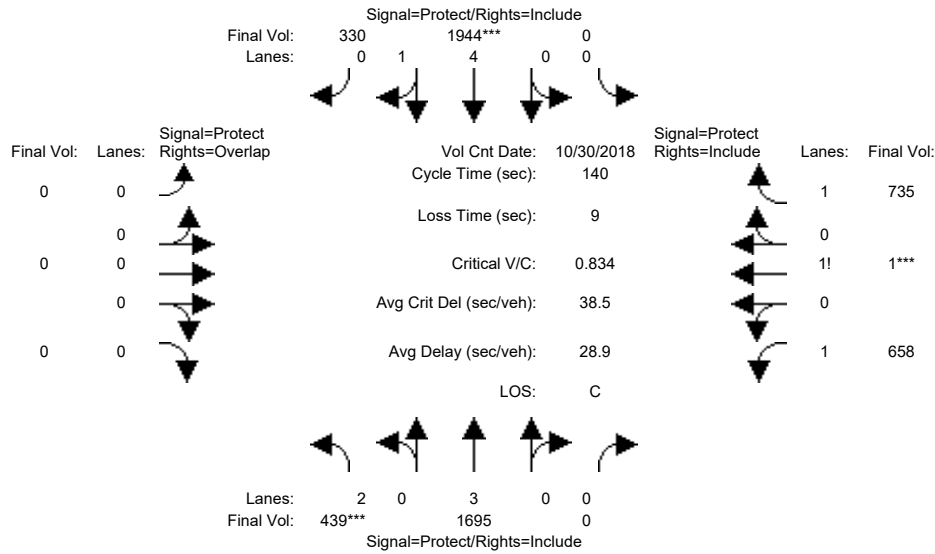 Signal=Protect/Rights=Include
Final Vol: 330 1944*** 0
Lanes: 0 1 4 0 0
Signal=Protect Signal=Protect
Final Vol: Lanes: Rights=Overlap Vol Cnt Date: 10/30/2018 Rights=Include Lanes: Final Vol:
Cycle Time (sec): 140
0 0 1 735
Loss Time (sec): 9
0 0
0 0 Critical V/C: 0.834 1! 1***
0 Avg Crit Del (sec/veh): 38.5 0
0 0 Avg Delay (sec/veh): 28.9 1 658
LOS: C
Lanes: 2 0 3 0 0
Final Vol: 439*** 1695 0
Signal=Protect/Rights=Include